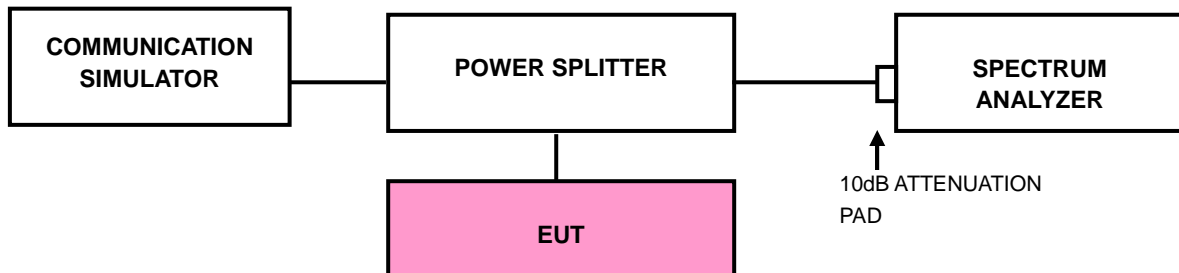 COMMUNICATION
SIMULATOR
POWER SPLITTER
SPECTRUM
ANALYZER
10dB ATTENUATION
PAD
EUT